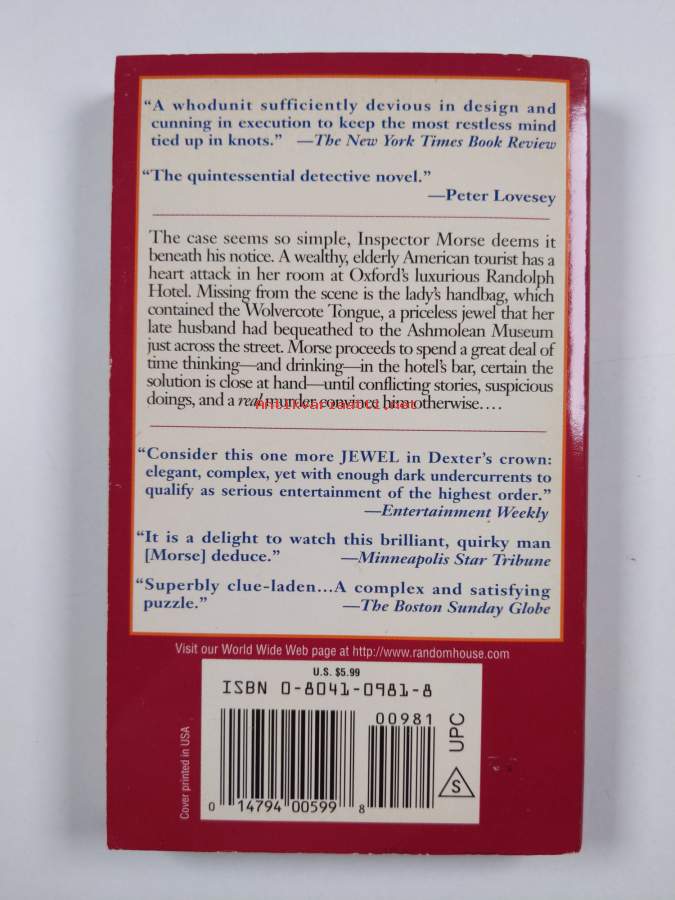 “A whodunit sufficiently devious in design and
cunning in execution to keep the most restless mind
tied up in knots.” —The New York Times Book Review
“The quintessential detective novel.”
—Peter Lovesey
The case seems so simple, Inspector Morse deems it
beneath his notice. A wealthy, elderly American tourist has a
heart attack in her room at Oxford’s luxurious Randolph
Hotel. Missing from the scene is the lady’s handbag, which
contained the Wolvercote Tongue, a priceless jewel that her
late husband had bequeathed to the Ashmolean Museum
just across the street. Morse proceeds to spend a great deal of
time thinking—and drinking—in the hotel’s bar, certain the
solution is close at hand—until conflicting stories, suspicious
doings, and a real murder convince him otherwise....
“Consider this one more JEWEL in Dexter’s crown:
elegant, complex, yet with enough dark undercurrents to
qualify as serious entertainment of the highest order.”
—Entertainment Weekly
“It is a delight to watch this brilliant, quirky man
[Morse] deduce.” —Minneapolis Star Tribune
“Superbly clue-laden...A complex and satisfying
puzzle.” —The Boston Sunday Globe
Visit our World Wide Web page at http://www.randomhouse.com
U.S. $5.99
ISBN 0-8041-0981-8
00981
UPC
S
0 14794 00599 8
Cover printed in USA